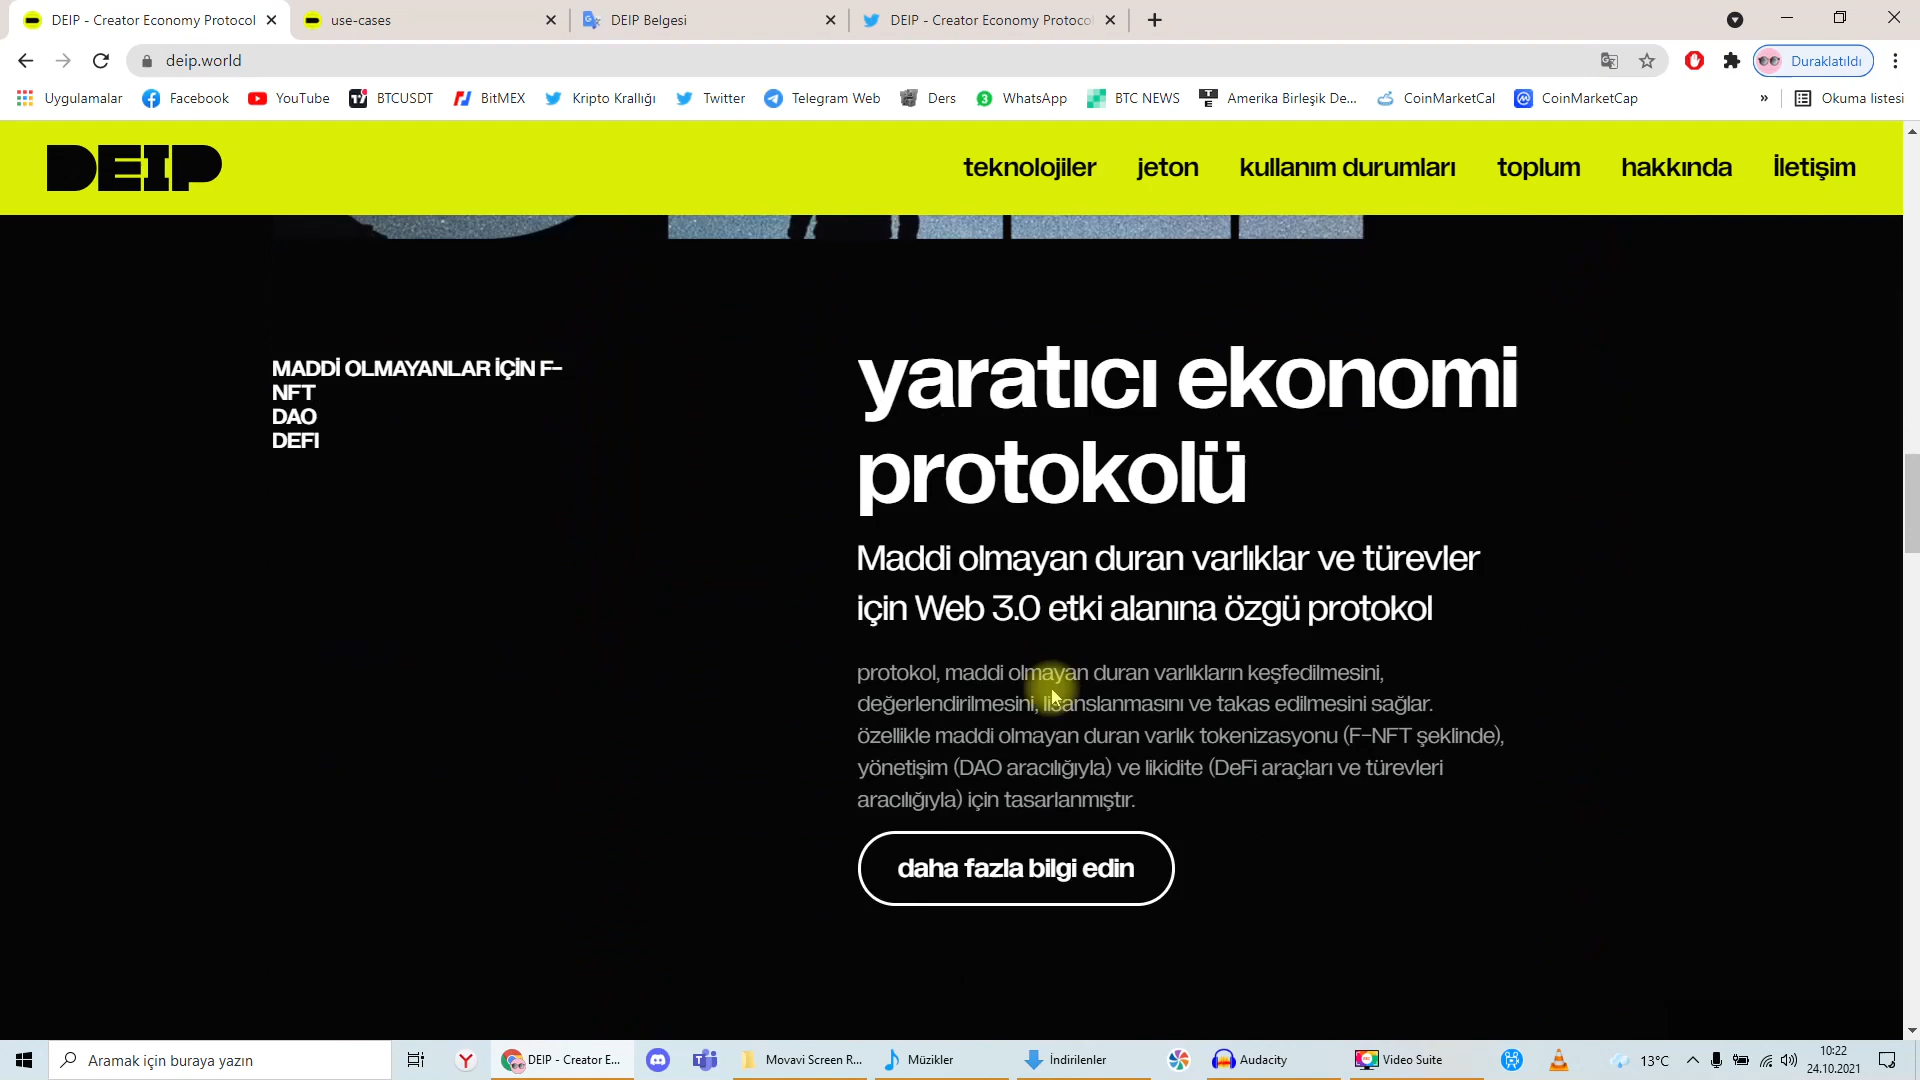 DEIP - Creator Economy Protocol
use-cases
DEIP Belgesi
DEIP - Creator Economy Protoco
deip.world
Duraklatıldı
Uygulamalar
Facebook
YouTube
BTCUSDT
BitMEX
Kripto Krallığı
Twitter
Telegram Web
Ders
WhatsApp
BTC NEWS
Amerika Birleşik De...
CoinMarketCal
CoinMarketCap
»
Okuma listesi
DEIP
teknolojiler
jeton
kullanım durumları
toplum
hakkında
İletişim
MADDİ OLMAYANLAR İÇİN F-
NFT
DAO
DEFI
yaratıcı ekonomi
protokolü
Maddi olmayan duran varlıklar ve türevler
için Web 3.0 etki alanına özgü protokol
protokol, maddi olmayan duran varlıkların keşfedilmesini,
değerlendirilmesini, lisanslanmasını ve takas edilmesini sağlar.
özellikle maddi olmayan duran varlık tokenizasyonu (F-NFT şeklinde),
yönetişim (DAO aracılığıyla) ve likidite (DeFi araçları ve türevleri
aracılığıyla) için tasarlanmıştır.
daha fazla bilgi edin
Aramak için buraya yazın
DEIP - Creator E...
Movavi Screen R...
Müzikler
İndirilenler
Audacity
Video Suite
13°C
10:22
24.10.2021